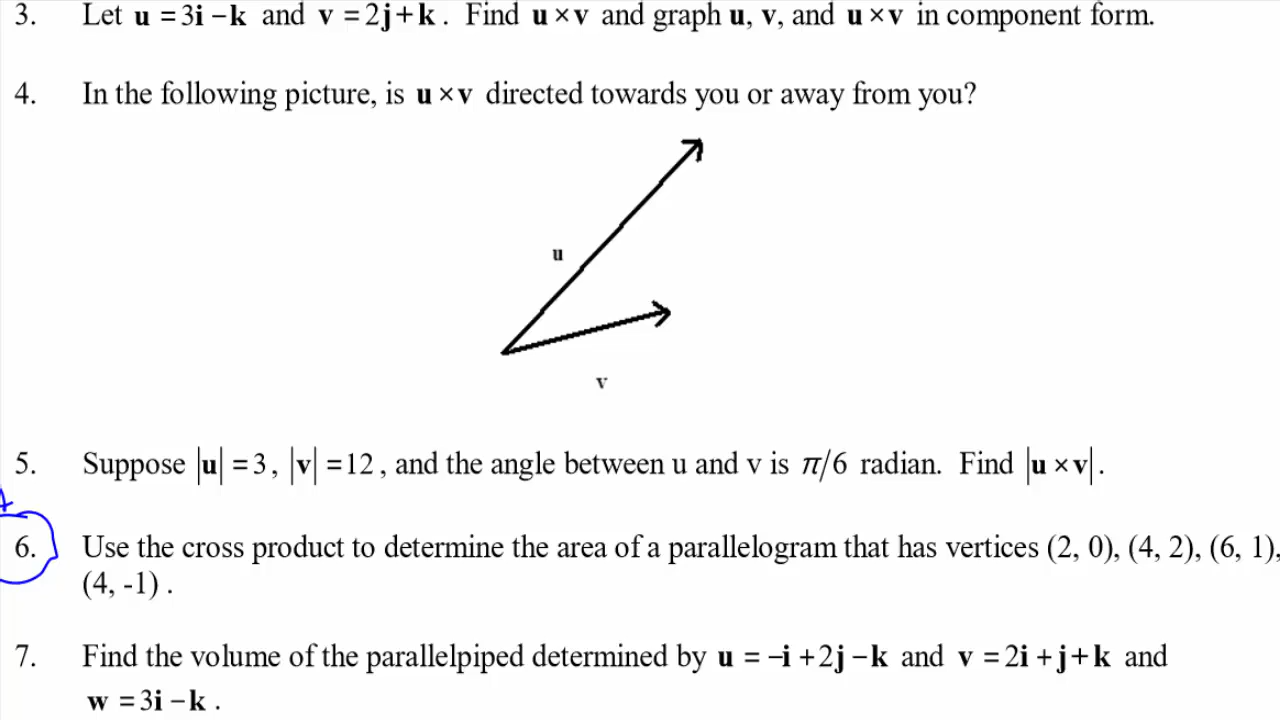 3. Let u = 3i − k and v = 2j + k . Find u × v and graph u, v, and u × v in component form.
4. In the following picture, is u × v directed towards you or away from you?
u
v
5. Suppose |u| = 3 , |v| = 12 , and the angle between u and v is π/6 radian. Find |u × v| .
6. Use the cross product to determine the area of a parallelogram that has vertices (2, 0), (4, 2), (6, 1),
(4, -1) .
7. Find the volume of the parallelpiped determined by u = −i + 2j − k and v = 2i + j + k and
w = 3i − k .